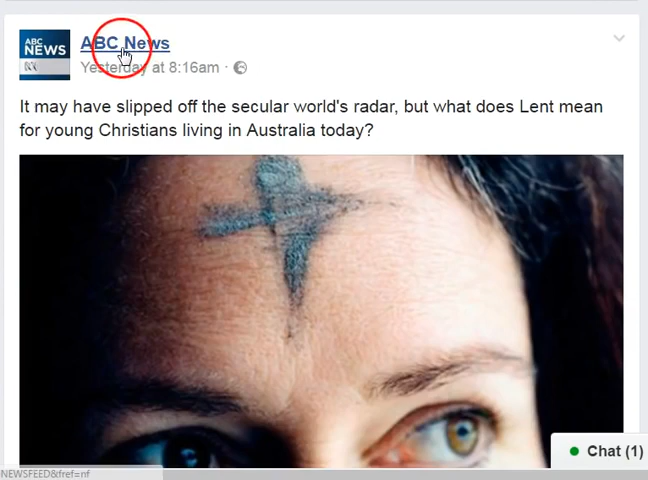 ABC
NEWS
ABC News
Yesterday at 8:16am ·
It may have slipped off the secular world's radar, but what does Lent mean
for young Christians living in Australia today?
Chat (1)
NEWSFEED&fref=nf